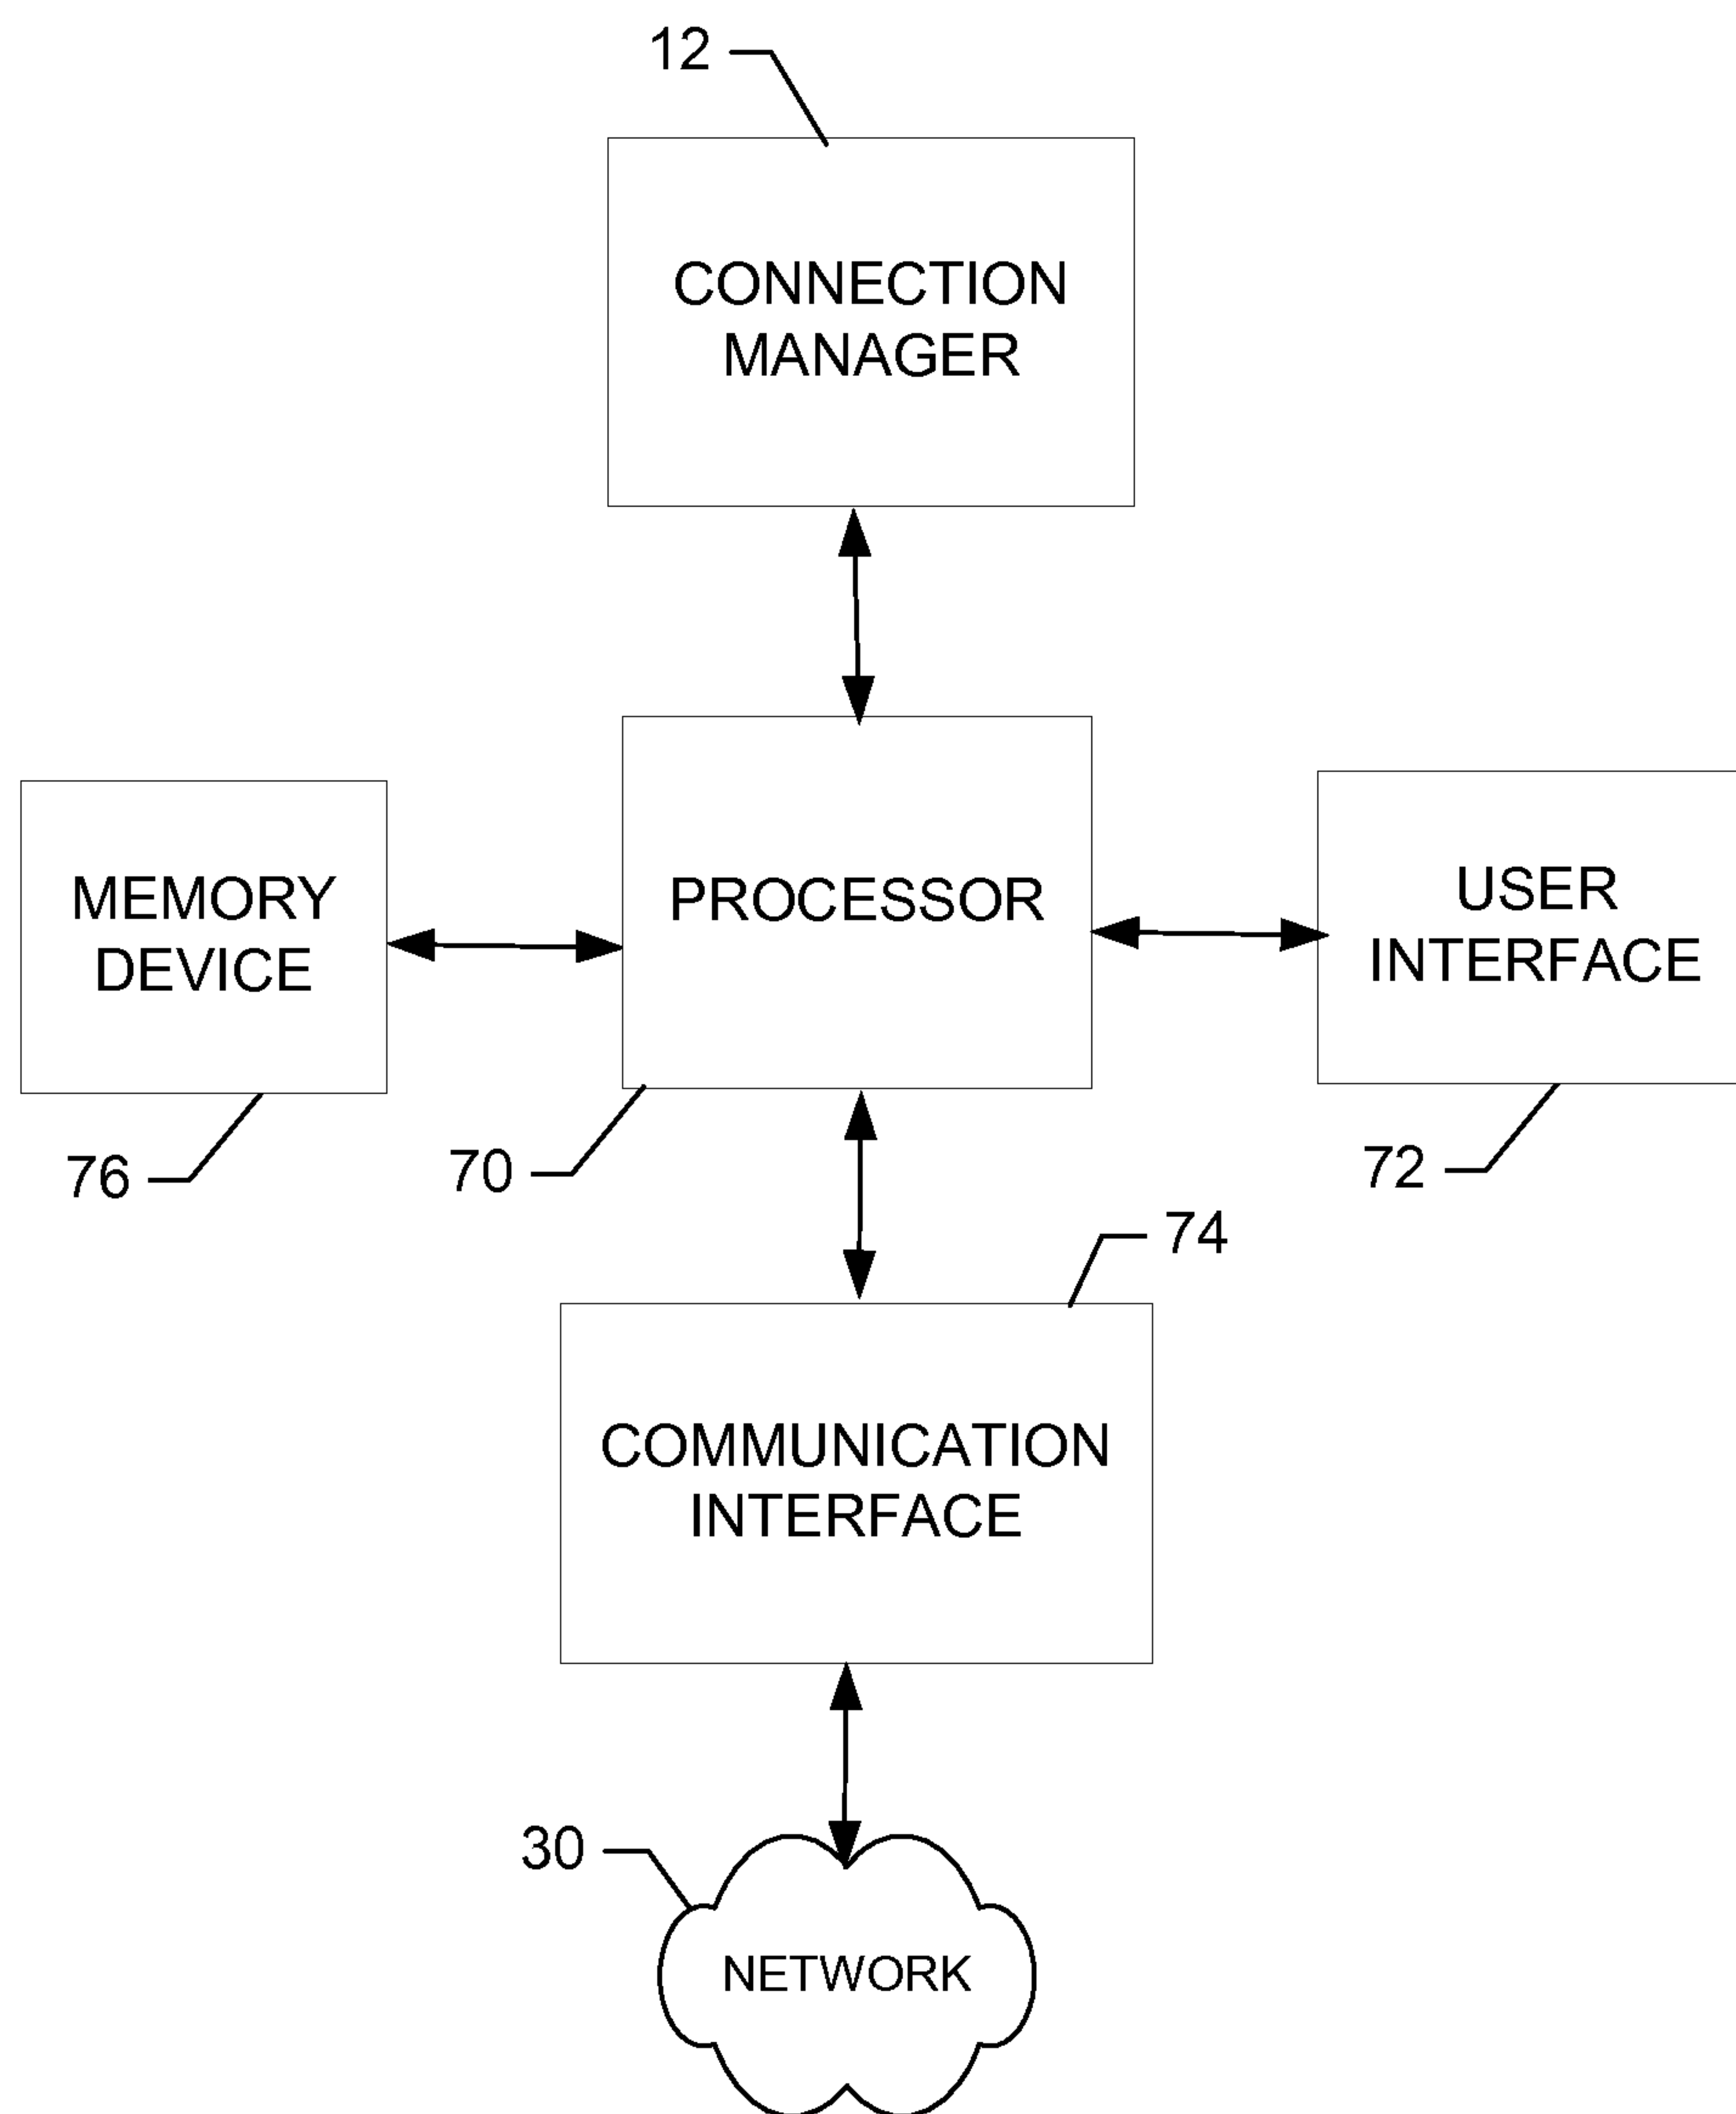 12
CONNECTION
MANAGER
MEMORY
DEVICE
PROCESSOR
USER
INTERFACE
76
70
72
74
COMMUNICATION
INTERFACE
30
NETWORK